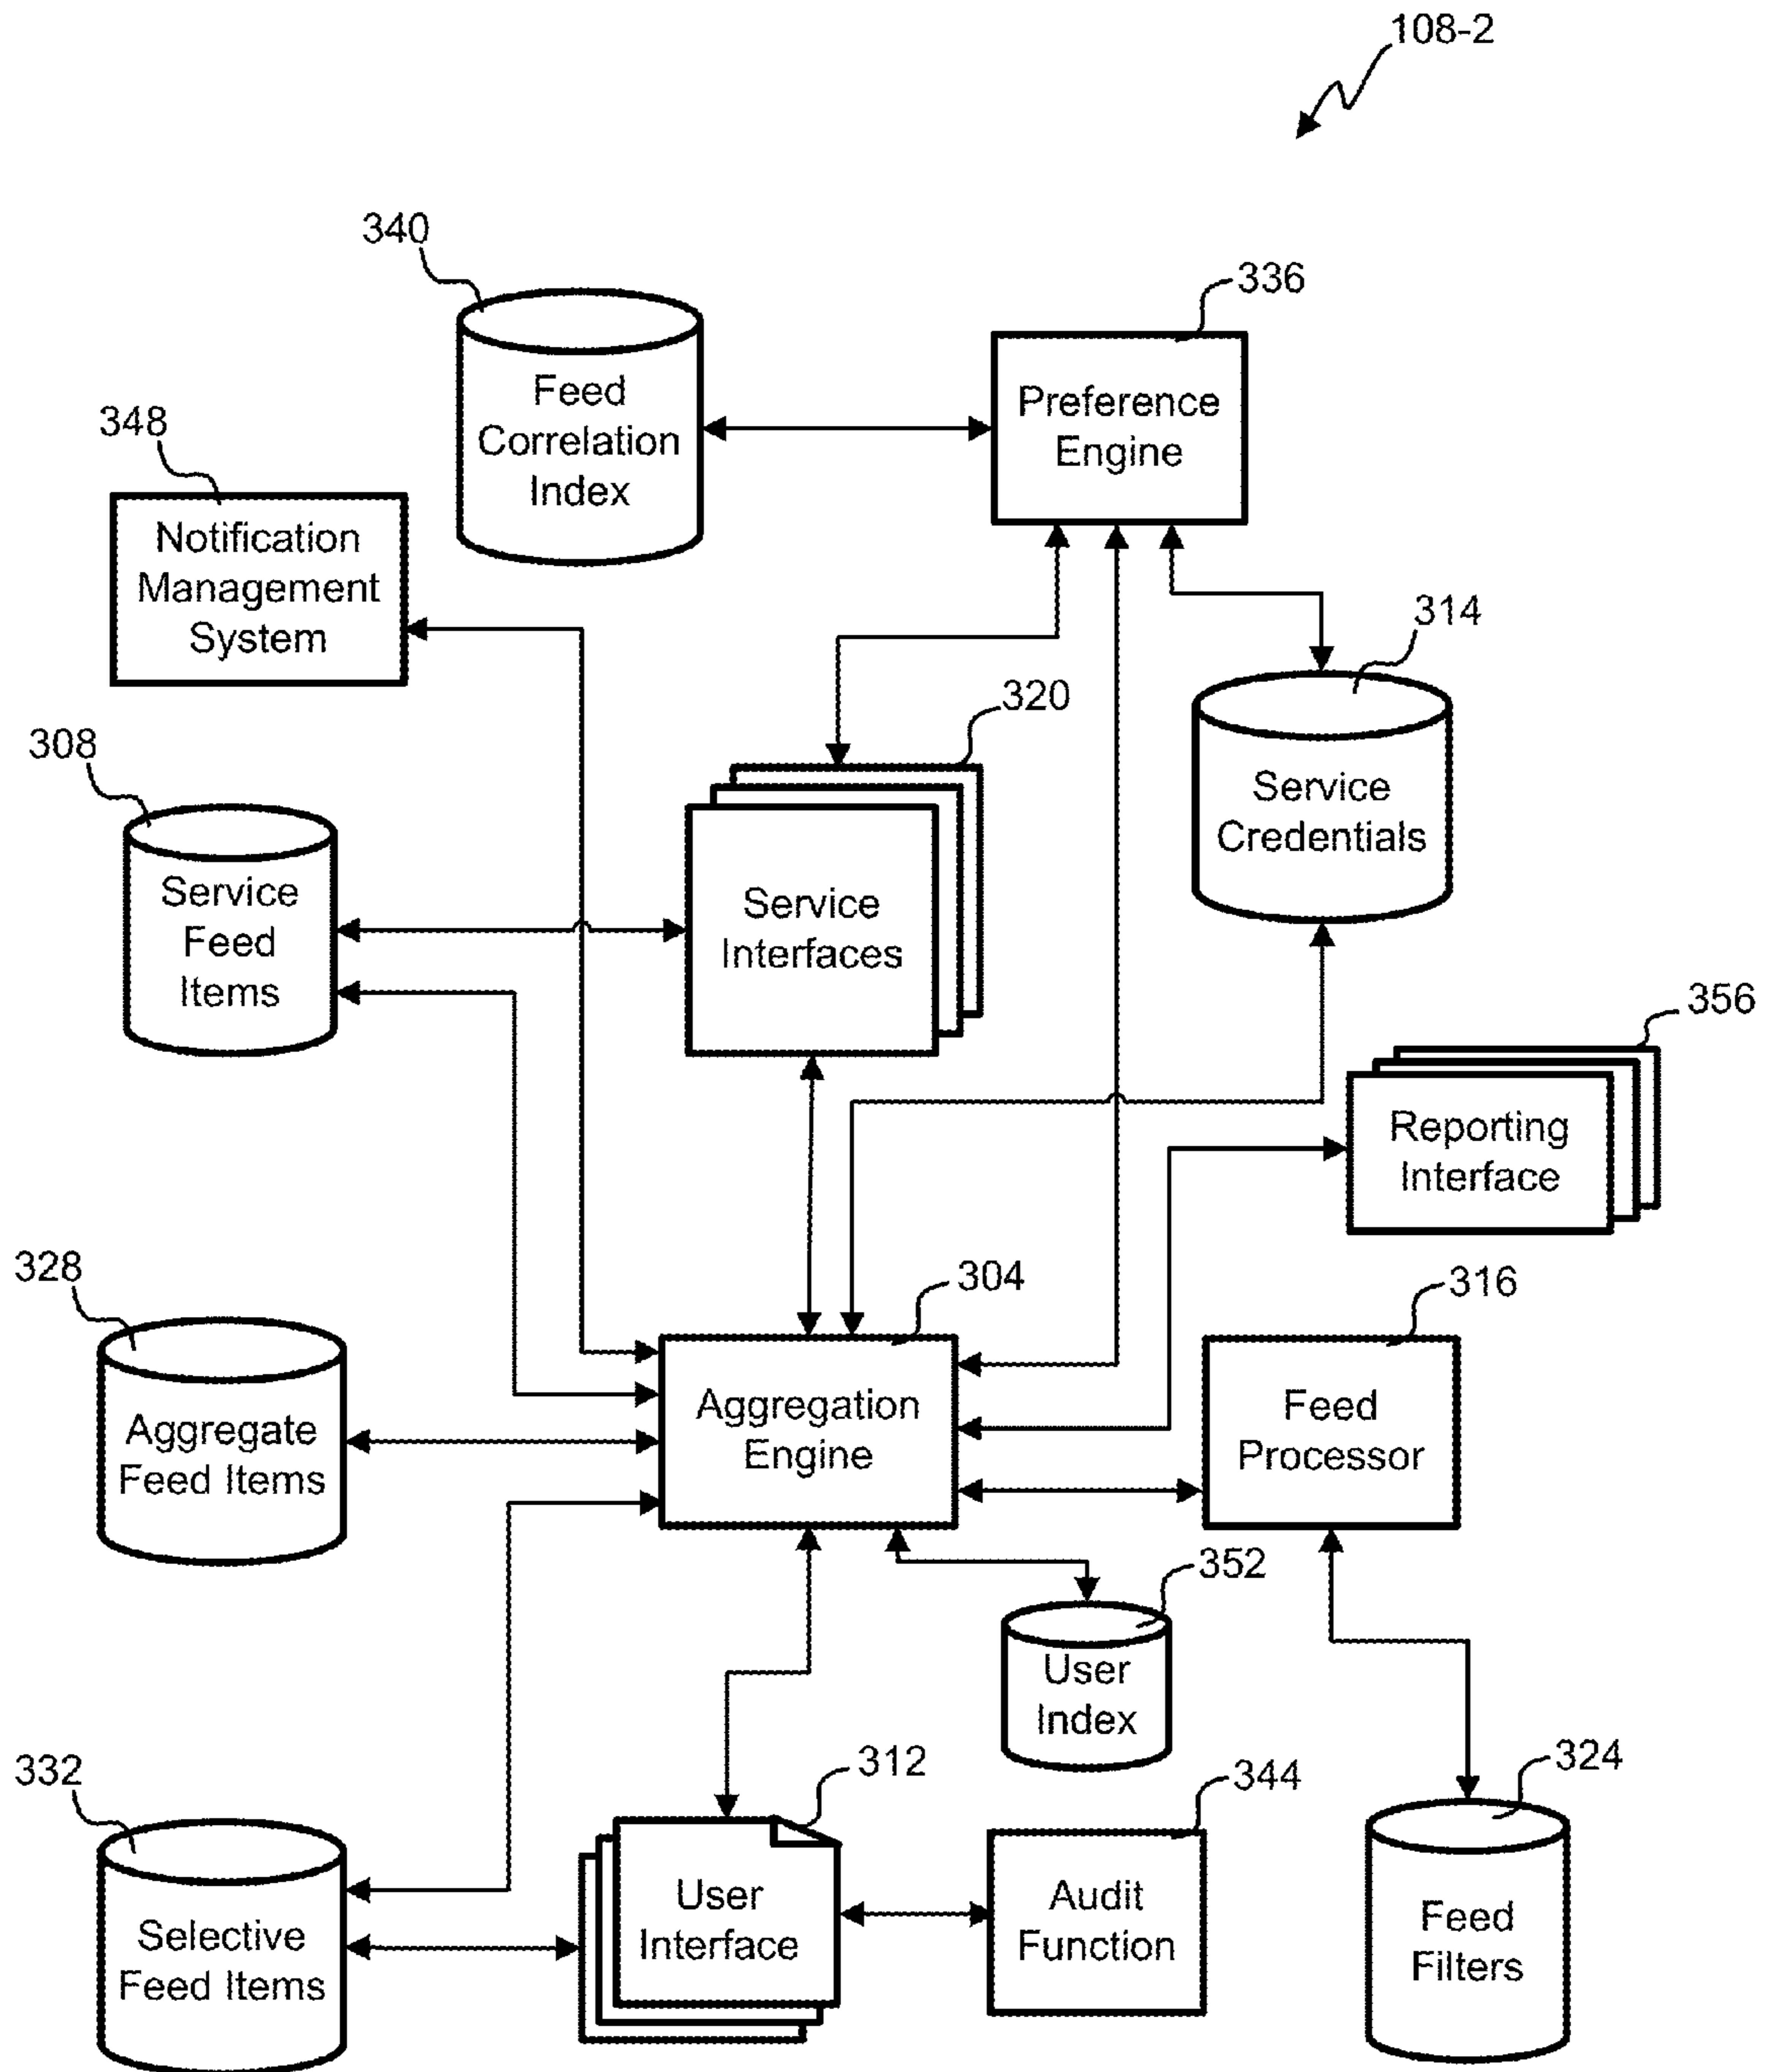 108-2
340
336
Feed
Correlation
Index
Preference
Engine
348
Notification
Management
System
314
320
308
Service
Credentials
Service
Feed
Items
Service
Interfaces
356
Reporting
Interface
328
304
316
Aggregate
Feed Items
Aggregation
Engine
Feed
Processor
352
User
Index
332
312
344
324
Selective
Feed Items
User
Interface
Audit
Function
Feed
Filters